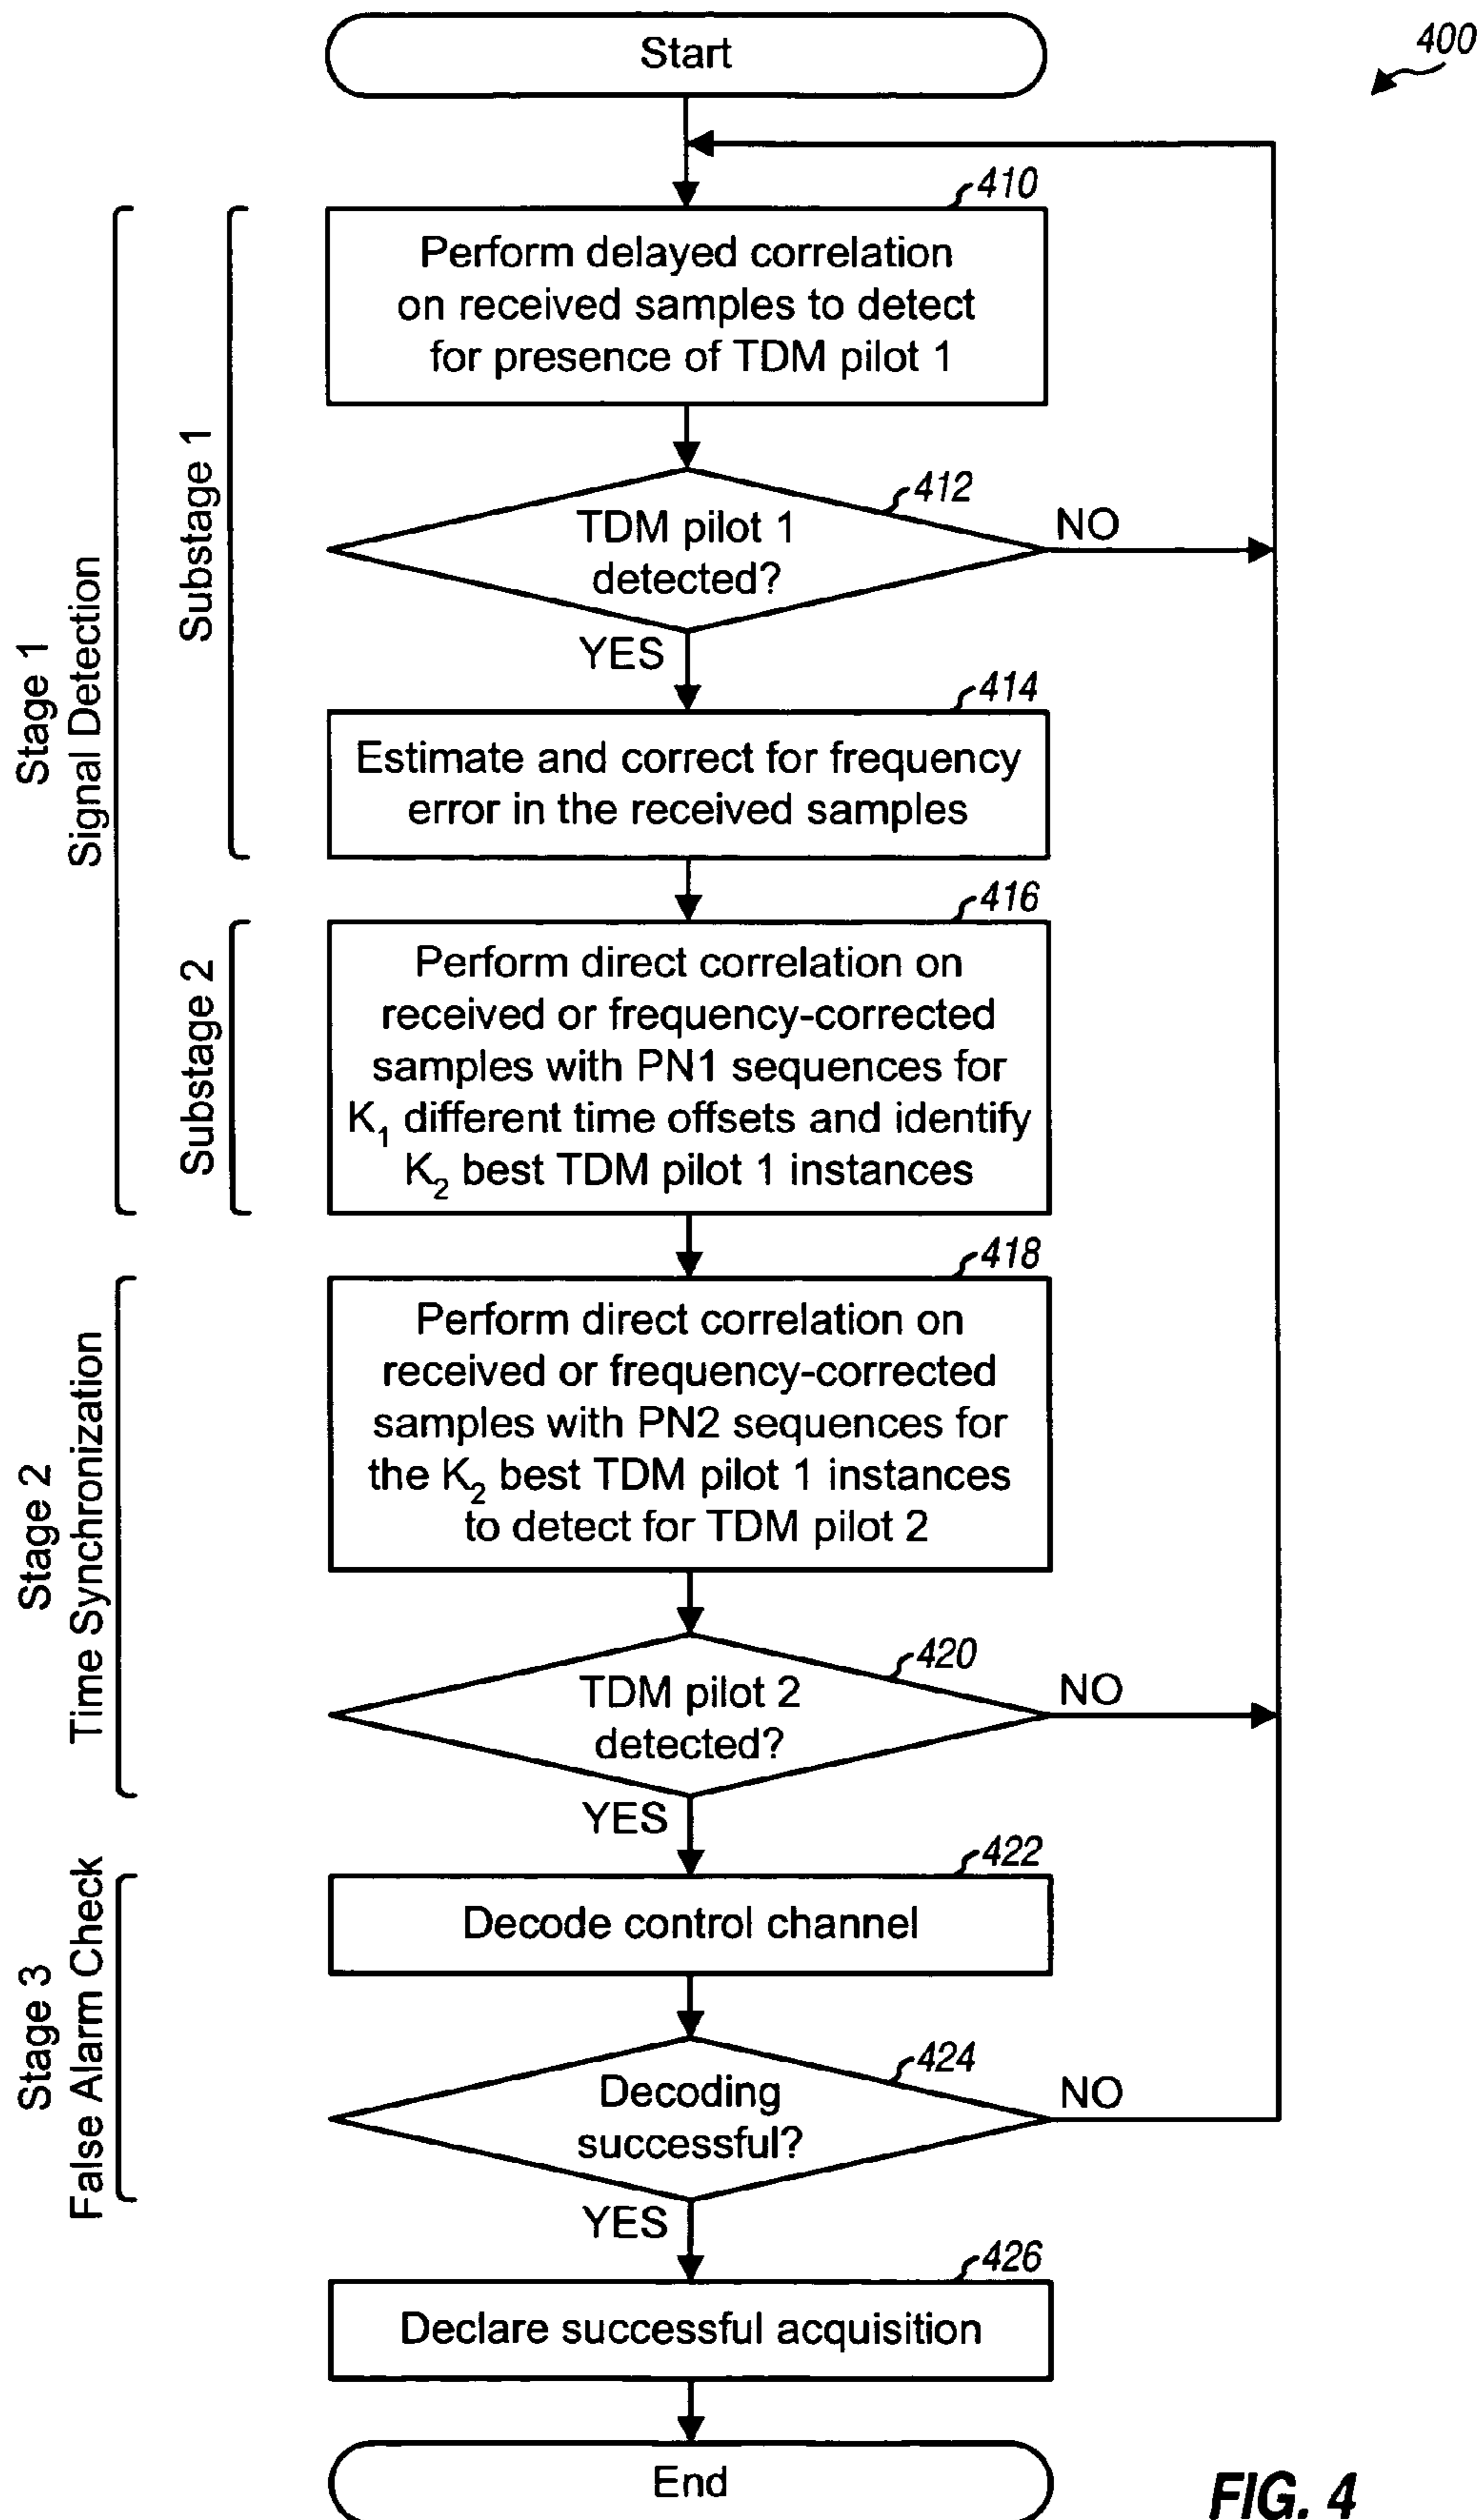 Start
400
410
Perform delayed correlation
on received samples to detect
for presence of TDM pilot 1
412
TDM pilot 1
detected?
NO
YES
414
Estimate and correct for frequency
error in the received samples
416
Perform direct correlation on
received or frequency-corrected
samples with PN1 sequences for
K₁ different time offsets and identify
K₂ best TDM pilot 1 instances
418
Perform direct correlation on
received or frequency-corrected
samples with PN2 sequences for
the K₂ best TDM pilot 1 instances
to detect for TDM pilot 2
420
TDM pilot 2
detected?
NO
YES
422
Decode control channel
424
Decoding
successful?
NO
YES
426
Declare successful acquisition
End
Stage 1
Signal Detection
Substage 1
Substage 2
Stage 2
Time Synchronization
Stage 3
False Alarm Check
FIG. 4